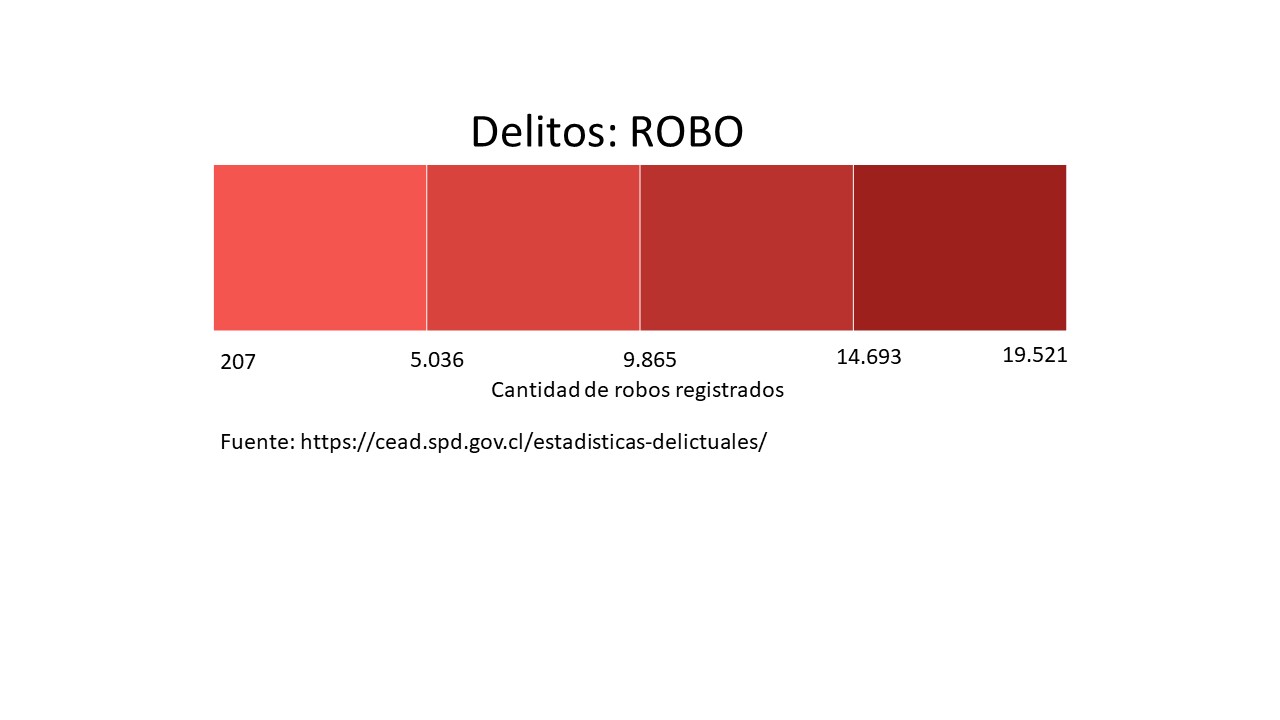 Delitos: ROBO
207 5.036 9.865 14.693 19.521
Cantidad de robos registrados
Fuente: https://cead.spd.gov.cl/estadisticas-delictuales/